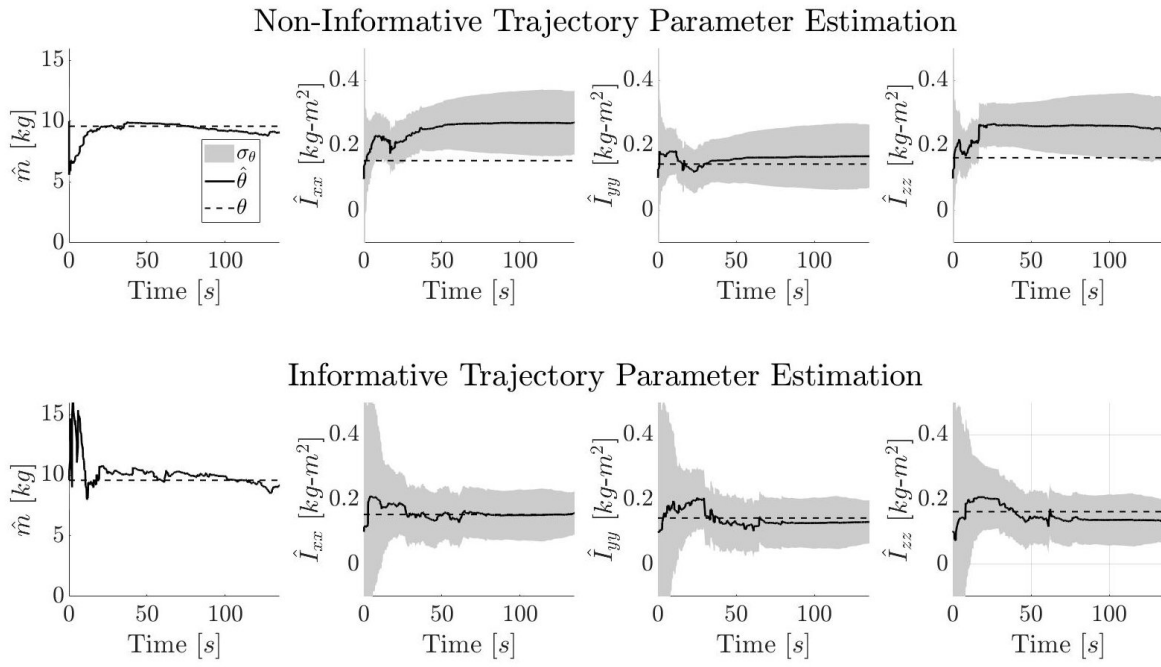 Non-Informative Trajectory Parameter Estimation
m̂ [kg]
15
10
5
0
σ_θ
θ̂
θ
0 50 100
Time [s]
Î_xx [kg-m²]
0.4
0.2
0
0 50 100
Time [s]
Î_yy [kg-m²]
0.4
0.2
0
0 50 100
Time [s]
Î_zz [kg-m²]
0.4
0.2
0
0 50 100
Time [s]
Informative Trajectory Parameter Estimation
m̂ [kg]
15
10
5
0
0 50 100
Time [s]
Î_xx [kg-m²]
0.4
0.2
0
0 50 100
Time [s]
Î_yy [kg-m²]
0.4
0.2
0
0 50 100
Time [s]
Î_zz [kg-m²]
0.4
0.2
0
0 50 100
Time [s]